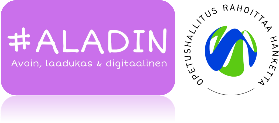 #ALADIN
Avoin, laadukas & digitaalinen
OPETUSHALLITUS RAHOITTAA HANKETTA